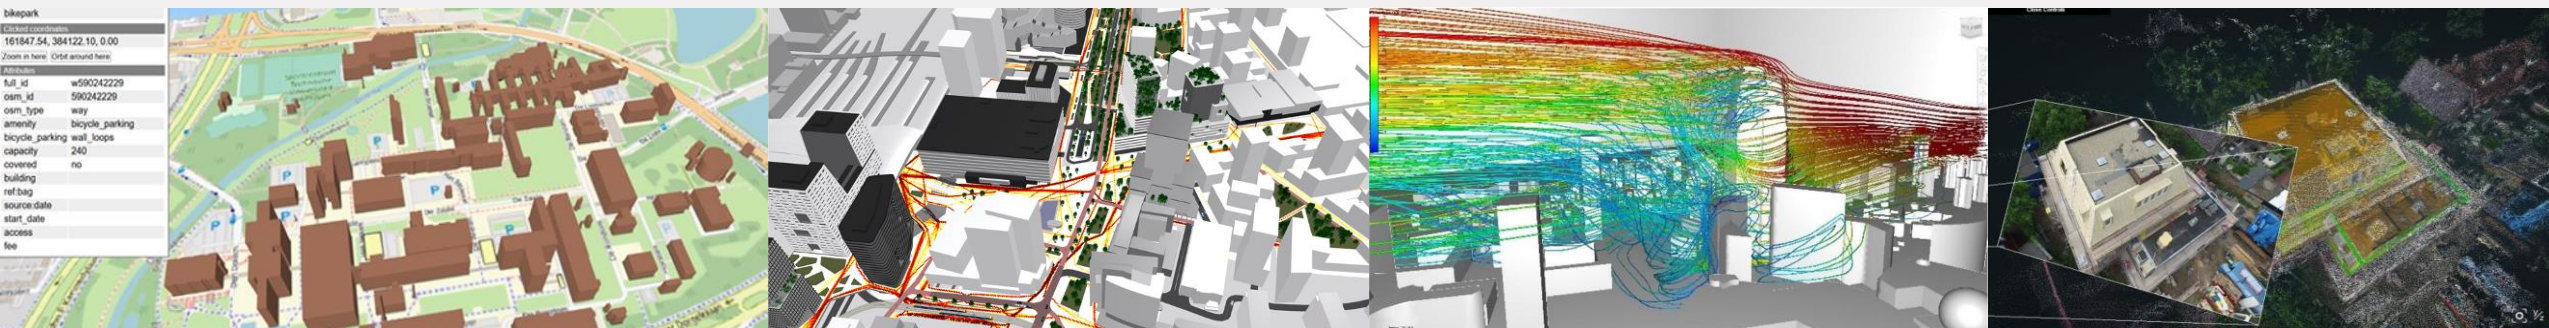 bikepark
Clicked coordinates
161847.54, 384122.10, 0.00
Zoom in here Orbit around here
Attributes
full_id w590242229
osm_id 590242229
osm_type way
amenity bicycle_parking
bicycle_parking wall_loops
capacity 240
covered no
building
ref:bag
source:date
start_date
access
fee
P
P
P
P
P
P
Close Controls